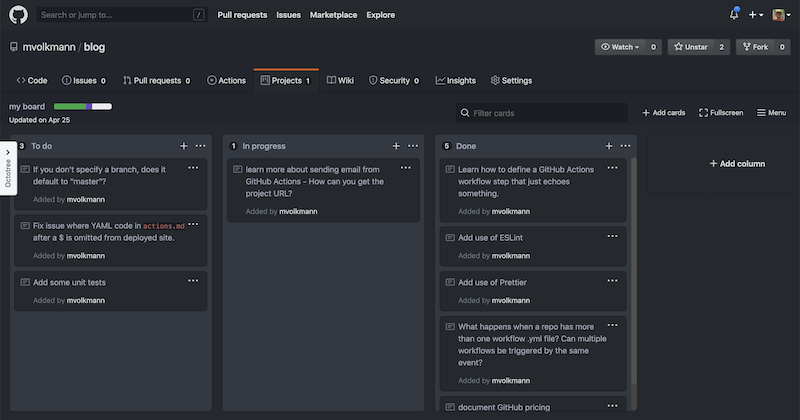 Search or jump to...
/
Pull requests
Issues
Marketplace
Explore
mvolkmann / blog
Watch 0
Unstar 2
Fork 0
Code
Issues 0
Pull requests 0
Actions
Projects 1
Wiki
Security 0
Insights
Settings
my board
Updated on Apr 25
Filter cards
+ Add cards
Fullscreen
Menu
Octotree
3 To do
If you don't specify a branch, does it
default to "master"?
Added by mvolkmann
Fix issue where YAML code in actions.md
after a $ is omitted from deployed site.
Added by mvolkmann
Add some unit tests
Added by mvolkmann
1 In progress
learn more about sending email from
GitHub Actions - How can you get the
project URL?
Added by mvolkmann
5 Done
Learn how to define a GitHub Actions
workflow step that just echoes
something.
Added by mvolkmann
Add use of ESLint
Added by mvolkmann
Add use of Prettier
Added by mvolkmann
What happens when a repo has more
than one workflow .yml file? Can multiple
workflows be triggered by the same
event?
Added by mvolkmann
document GitHub pricing
+ Add column